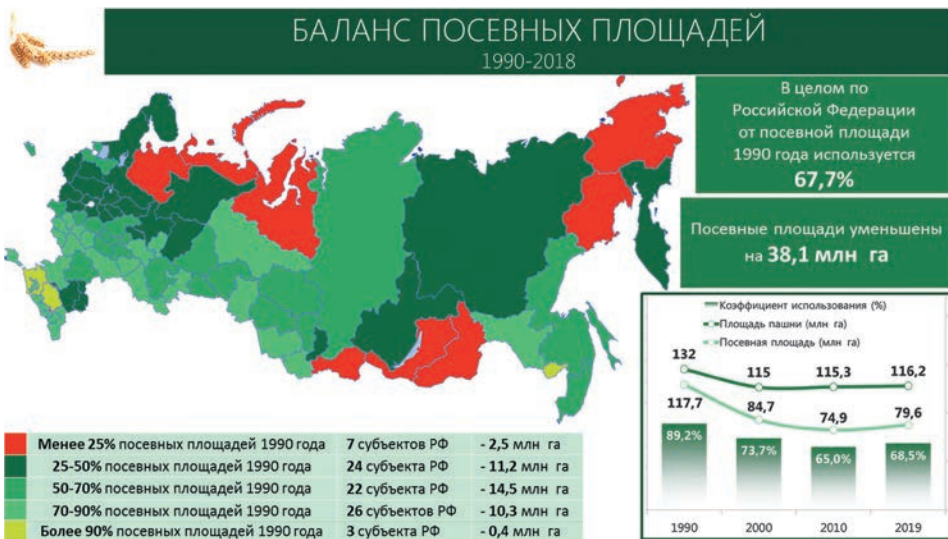 БАЛАНС ПОСЕВНЫХ ПЛОЩАДЕЙ
1990-2018
В целом по
Российской Федерации
от посевной площади
1990 года используется
67,7%
Посевные площади уменьшены
на 38,1 млн га
Менее 25% посевных площадей 1990 года 7 субъектов РФ - 2,5 млн га
25-50% посевных площадей 1990 года 24 субъекта РФ - 11,2 млн га
50-70% посевных площадей 1990 года 22 субъекта РФ - 14,5 млн га
70-90% посевных площадей 1990 года 26 субъектов РФ - 10,3 млн га
Более 90% посевных площадей 1990 года 3 субъекта РФ - 0,4 млн га
Коэффициент использования (%)
Площадь пашни (млн га)
Посевная площадь (млн га)
132 115 115,3 116,2
117,7 84,7 74,9 79,6
89,2% 73,7% 65,0% 68,5%
1990 2000 2010 2019